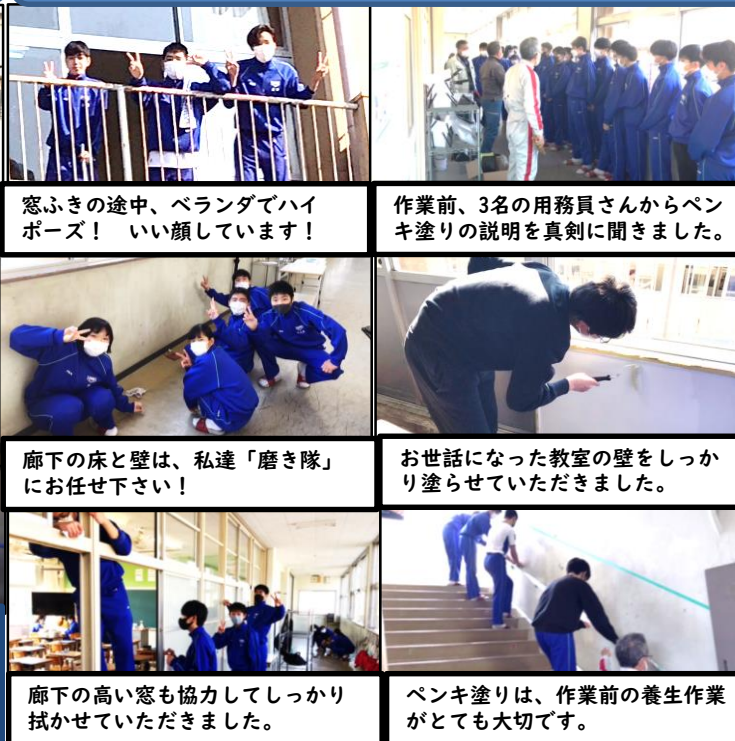 窓ふきの途中、ベランダでハイ
ポーズ！　いい顔しています！
作業前、3名の用務員さんからペン
キ塗りの説明を真剣に聞きました。
廊下の床と壁は、私達「磨き隊」
にお任せ下さい！
お世話になった教室の壁をしっか
り塗らせていただきました。
廊下の高い窓も協力してしっかり
拭かせていただきました。
ペンキ塗りは、作業前の養生作業
がとても大切です。